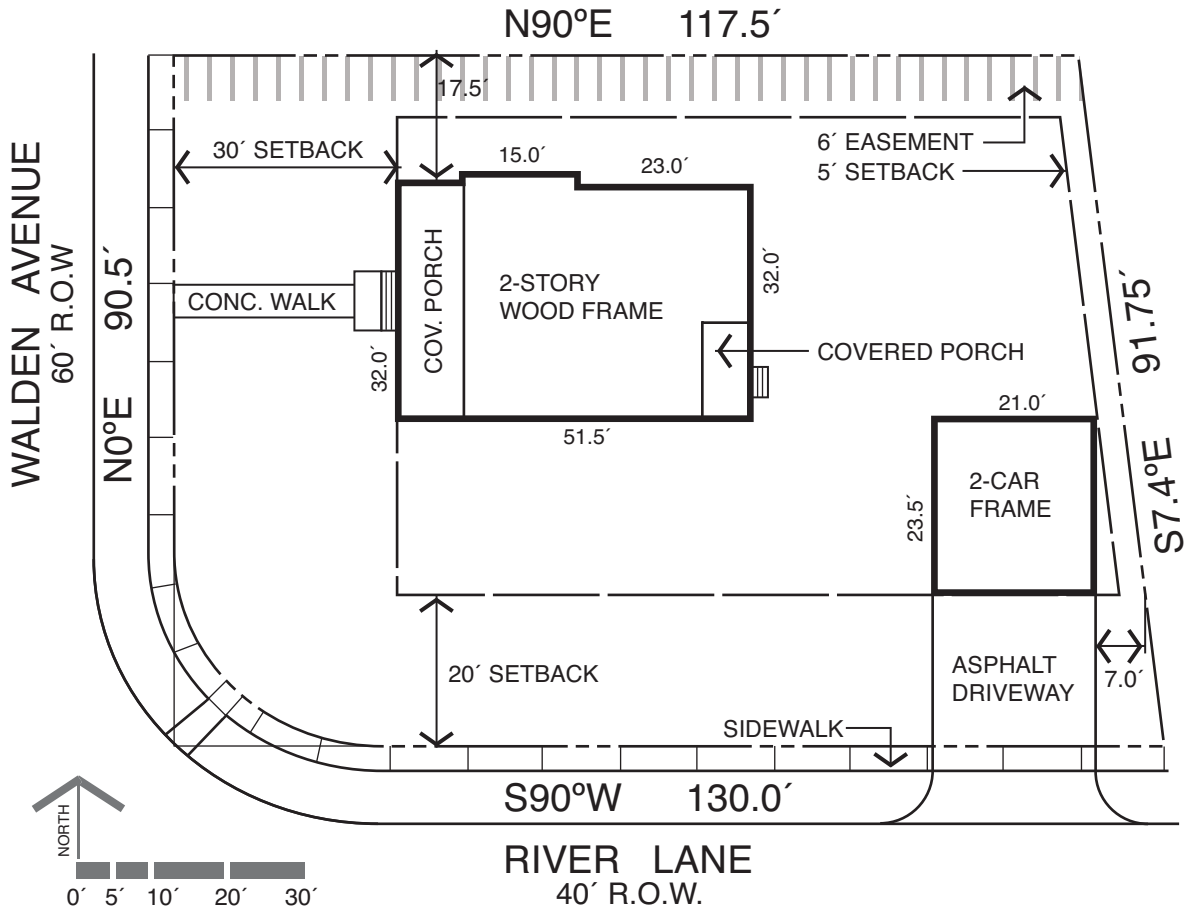 N90ºE 117.5´
17.5´
30´ SETBACK
15.0´
23.0´
6´ EASEMENT
5´ SETBACK
WALDEN AVENUE
60´ R.O.W
N0ºE 90.5´
CONC. WALK
COV. PORCH
2-STORY
WOOD FRAME
32.0´
32.0´
COVERED PORCH
51.5´
91.75´
S7.4ºE
21.0´
2-CAR
FRAME
23.5´
20´ SETBACK
ASPHALT
DRIVEWAY
7.0´
SIDEWALK
S90ºW 130.0´
NORTH
0´ 5´ 10´ 20´ 30´
RIVER LANE
40´ R.O.W.